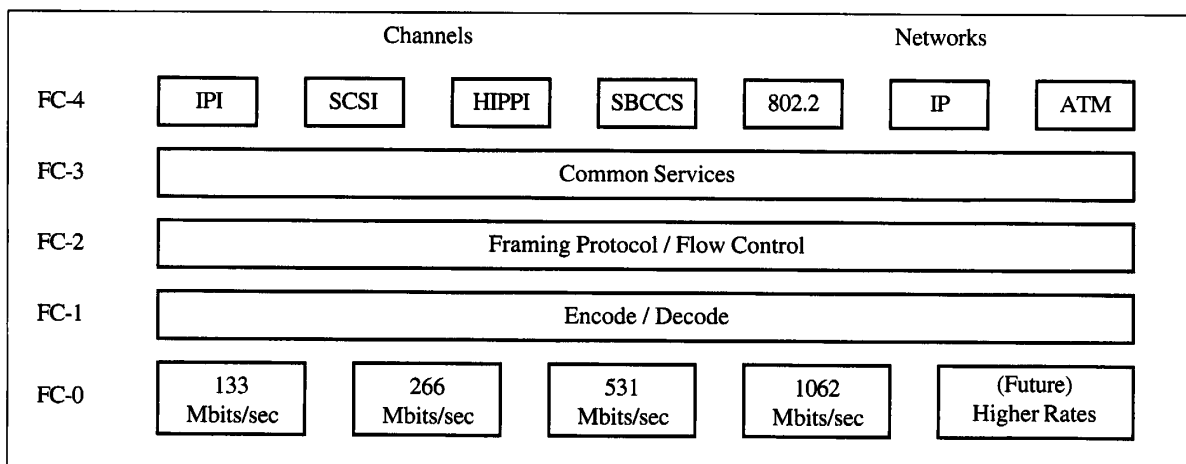 Channels Networks
FC-4 IPI SCSI HIPPI SBCCS 802.2 IP ATM
FC-3 Common Services
FC-2 Framing Protocol / Flow Control
FC-1 Encode / Decode
FC-0 133 266 531 1062 (Future)
Mbits/sec Mbits/sec Mbits/sec Mbits/sec Higher Rates